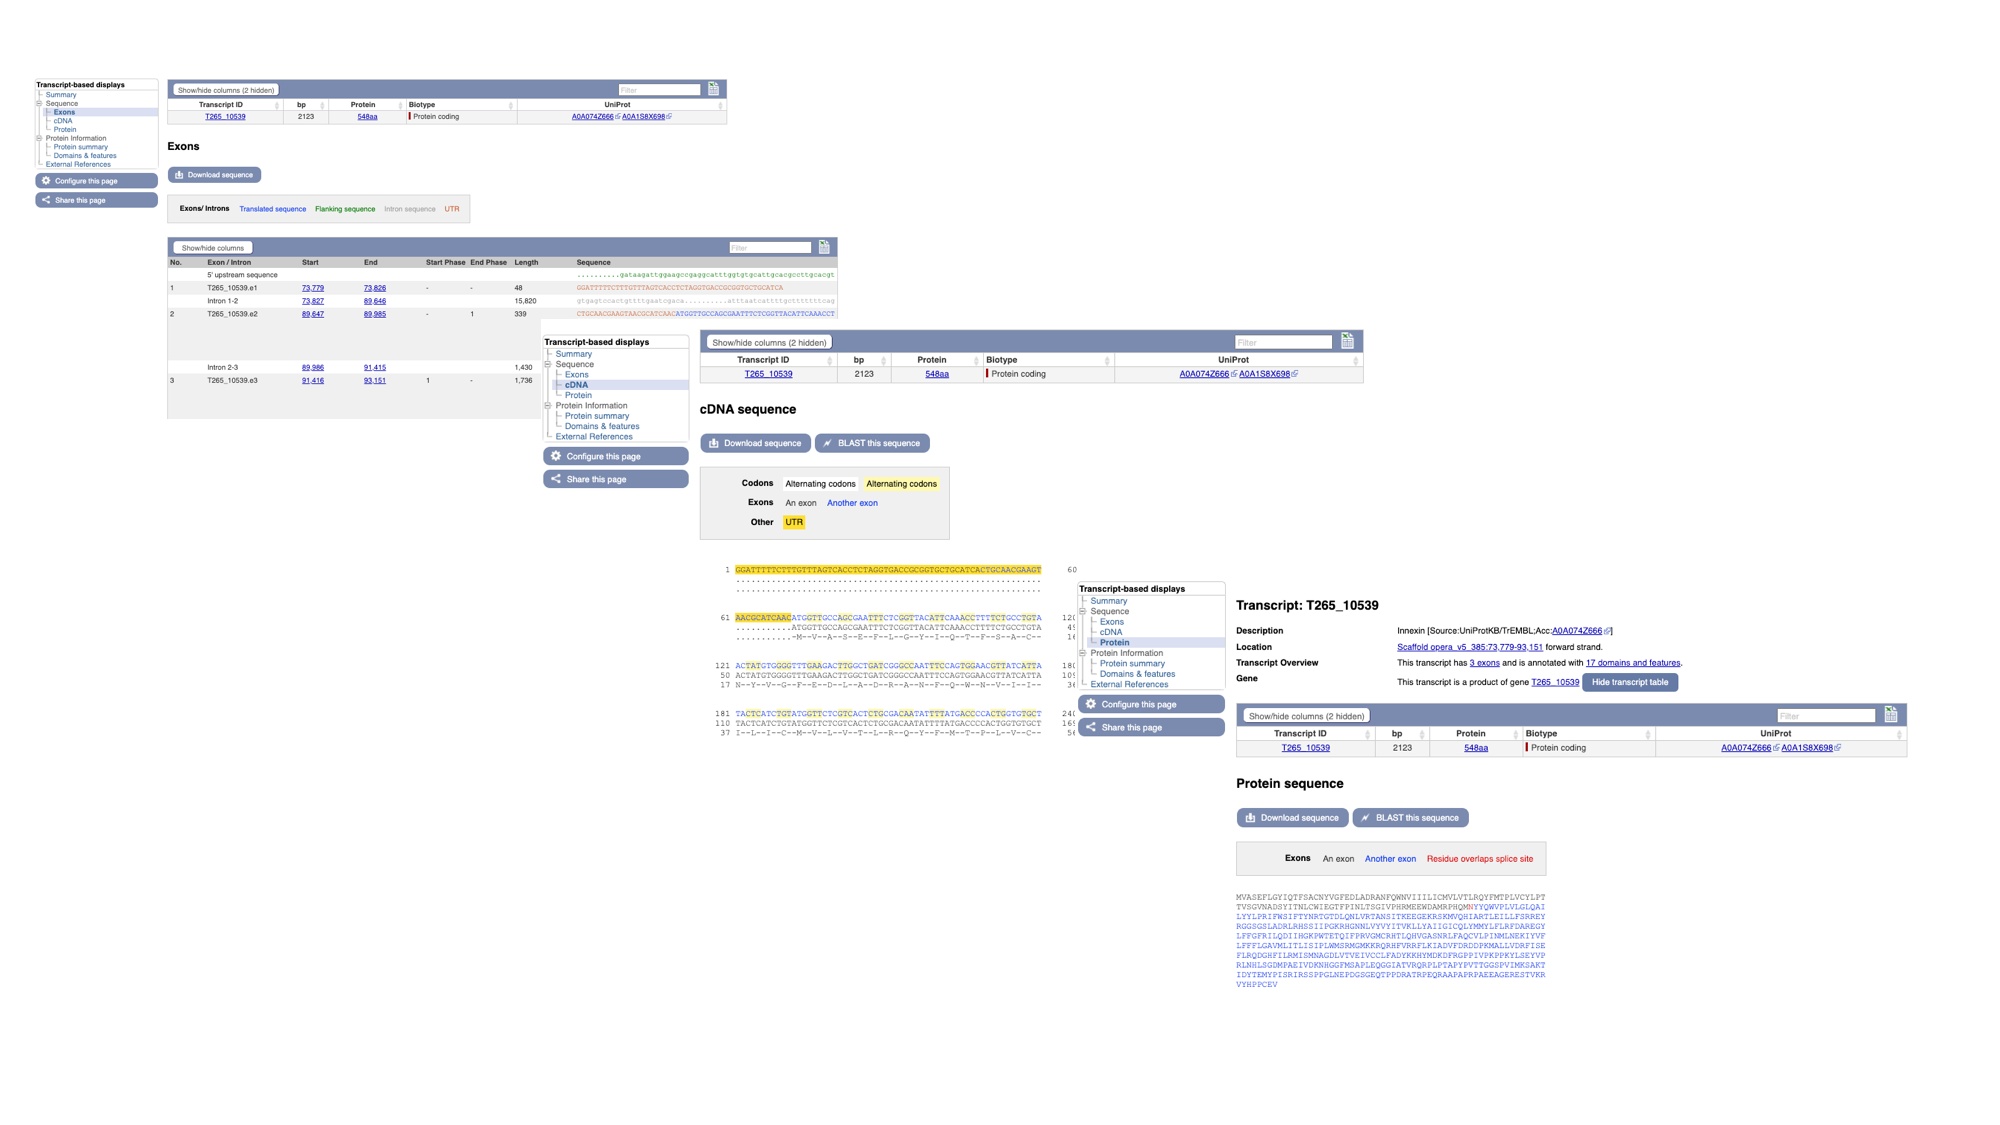 Transcript-based displays
Summary
Sequence
Exons
cDNA
Protein
Protein Information
Protein summary
Domains & features
External References
Configure this page
Share this page
Show/hide columns (2 hidden) Filter
Transcript ID bp Protein Biotype UniProt
T265_10539 2123 548aa Protein coding A0A074Z666 A0A1S8X698
Exons
Download sequence
Exons/ Introns Translated sequence Flanking sequence Intron sequence UTR
Show/hide columns Filter
No. Exon / Intron Start End Start Phase End Phase Length Sequence
5' upstream sequence ..........gataagattggaagccgaggcatttggtgtgcattgcacgccttgcacgt
1 T265_10539.e1 73,779 73,826 - - 48 GGATTTTTCTTTGTTTAGTCACCTCTAGGTGACCGCGGTGCTGCATCA
Intron 1-2 73,827 89,646 15,820 gtgagtccactgttttgaatcgaca..........atttaatcattttgctttttttcag
2 T265_10539.e2 89,647 89,985 - 1 339 CTGCAACGAAGTAACGCATCAACATGGTTGCCAGCGAATTTCTCGGTTACATTCAAACCT
Intron 2-3 89,986 91,415 1,430
3 T265_10539.e3 91,416 93,151 1 - 1,736
Transcript-based displays
Summary
Sequence
Exons
cDNA
Protein
Protein Information
Protein summary
Domains & features
External References
Configure this page
Share this page
Show/hide columns (2 hidden) Filter
Transcript ID bp Protein Biotype UniProt
T265_10539 2123 548aa Protein coding A0A074Z666 A0A1S8X698
cDNA sequence
Download sequence BLAST this sequence
Codons Alternating codons Alternating codons
Exons An exon Another exon
Other UTR
1 GGATTTTTCTTTGTTTAGTCACCTCTAGGTGACCGCGGTGCTGCATCACTGCAACGAAGT 60
............................................................
............................................................
61 AACGCATCAACATGGTTGCCAGCGAATTTCTCGGTTACATTCAAACCTTTTCTGCCTGTA 120
...........ATGGTTGCCAGCGAATTTCTCGGTTACATTCAAACCTTTTCTGCCTGTA 49
...........-M--V--A--S--E--F--L--G--Y--I--Q--T--F--S--A--C-- 16
121 ACTATGTGGGGTTTGAAGACTTGGCTGATCGGGCCAATTTCCAGTGGAACGTTATCATTA 180
50 ACTATGTGGGGTTTGAAGACTTGGCTGATCGGGCCAATTTCCAGTGGAACGTTATCATTA 109
17 N--Y--V--G--F--E--D--L--A--D--R--A--N--F--Q--W--N--V--I--I-- 36
181 TACTCATCTGTATGGTTCTCGTCACTCTGCGACAATATTTTATGACCCCACTGGTGTGCT 240
110 TACTCATCTGTATGGTTCTCGTCACTCTGCGACAATATTTTATGACCCCACTGGTGTGCT 169
37 I--L--I--C--M--V--L--V--T--L--R--Q--Y--F--M--T--P--L--V--C-- 56
Transcript-based displays
Summary
Sequence
Exons
cDNA
Protein
Protein Information
Protein summary
Domains & features
External References
Configure this page
Share this page
Transcript: T265_10539
Description Innexin [Source:UniProtKB/TrEMBL;Acc:A0A074Z666]
Location Scaffold opera_v5_385:73,779-93,151 forward strand.
Transcript Overview This transcript has 3 exons and is annotated with 17 domains and features.
Gene This transcript is a product of gene T265_10539 Hide transcript table
Show/hide columns (2 hidden) Filter
Transcript ID bp Protein Biotype UniProt
T265_10539 2123 548aa Protein coding A0A074Z666 A0A1S8X698
Protein sequence
Download sequence BLAST this sequence
Exons An exon Another exon Residue overlaps splice site
MVASEFLGYIQTFSACNYVGFEDLADRANFQWNVIIILICMVLVTLRQYFMTPLVCYLPT
TVSGVNADSYITNLCWIEGTFPINLTSGIVPHRMEEWDAMRPHQMNYYQWVPLVLGLQAI
LYYLPRIFWSIFTYNRTGTDLQNLVRTANSITKEEGEKRSKMVQHIARTLEILLFSRREY
RGGSGSLADRLRHSSIIPGKRHGNNLVYVYITVKLLYAIIGICQLYMMYLFLRFDAREGY
LFFGFRILQDIIHGKPWTETQIFPRVGMCRHTLQHVGASNRLFAQCVLPINMLNEKIYVF
LFFFLGAVMLITLISIPLWMSRMGMKKRQRHFVRRFLKIADVFDRDDPKMALLVDRFISE
FLRQDGHFILRMISMNAGDLVTVEIVCCLFADYKKHYMDKDFRGPPIVPKPPKYLSEYVP
RLNHLSGDMPAEIVDKNHGGFMSAPLEQGGIATVRQRPLPTAPYPVTTGGSPVIMKSAKT
IDYTEMYPISRIRSSPPGLNEPDGSGEQTPPDRATRPEQRAAPAPRPAEEAGERESTVKR
VYHPPCEV